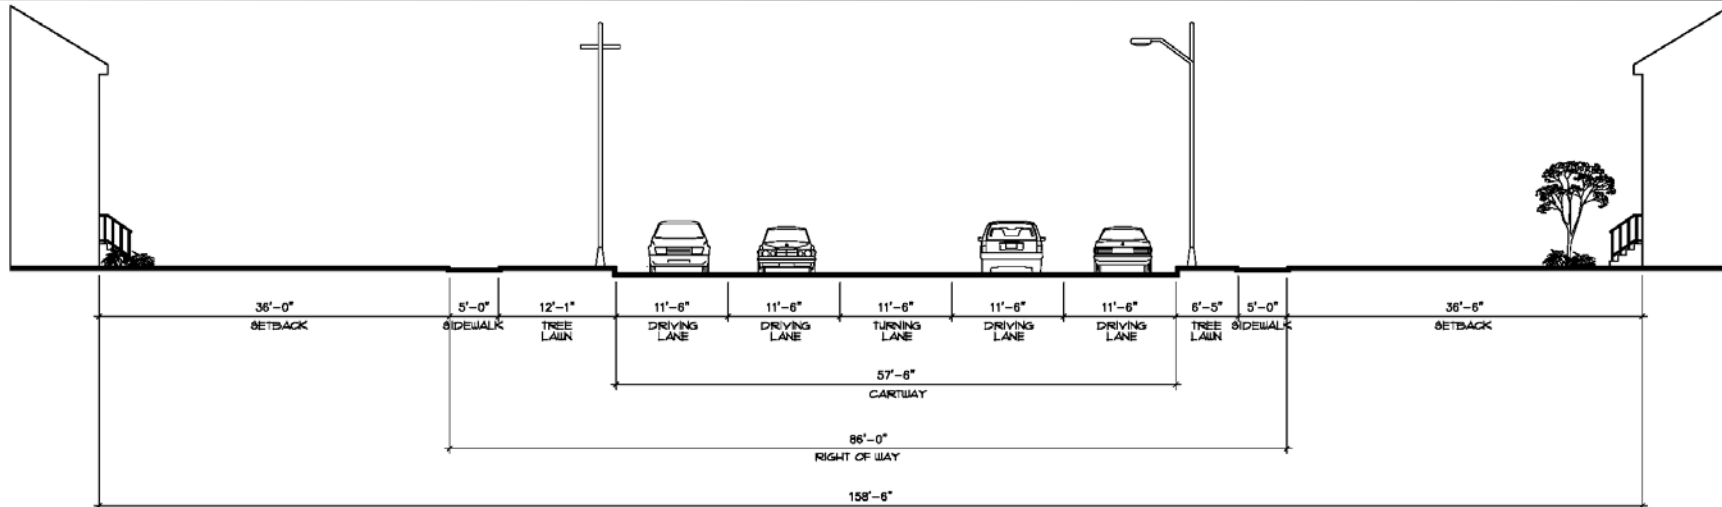 36'-0" 5'-0" 12'-1" 11'-6" 11'-6" 11'-6" 11'-6" 11'-6" 6'-5" 5'-0" 36'-6"
SETBACK SIDEWALK TREE DRIVING DRIVING TURNING DRIVING DRIVING TREE SIDEWALK SETBACK
LAWN LANE LANE LANE LANE LANE LAWN
57'-6"
CARTWAY
86'-0"
RIGHT OF WAY
158'-6"